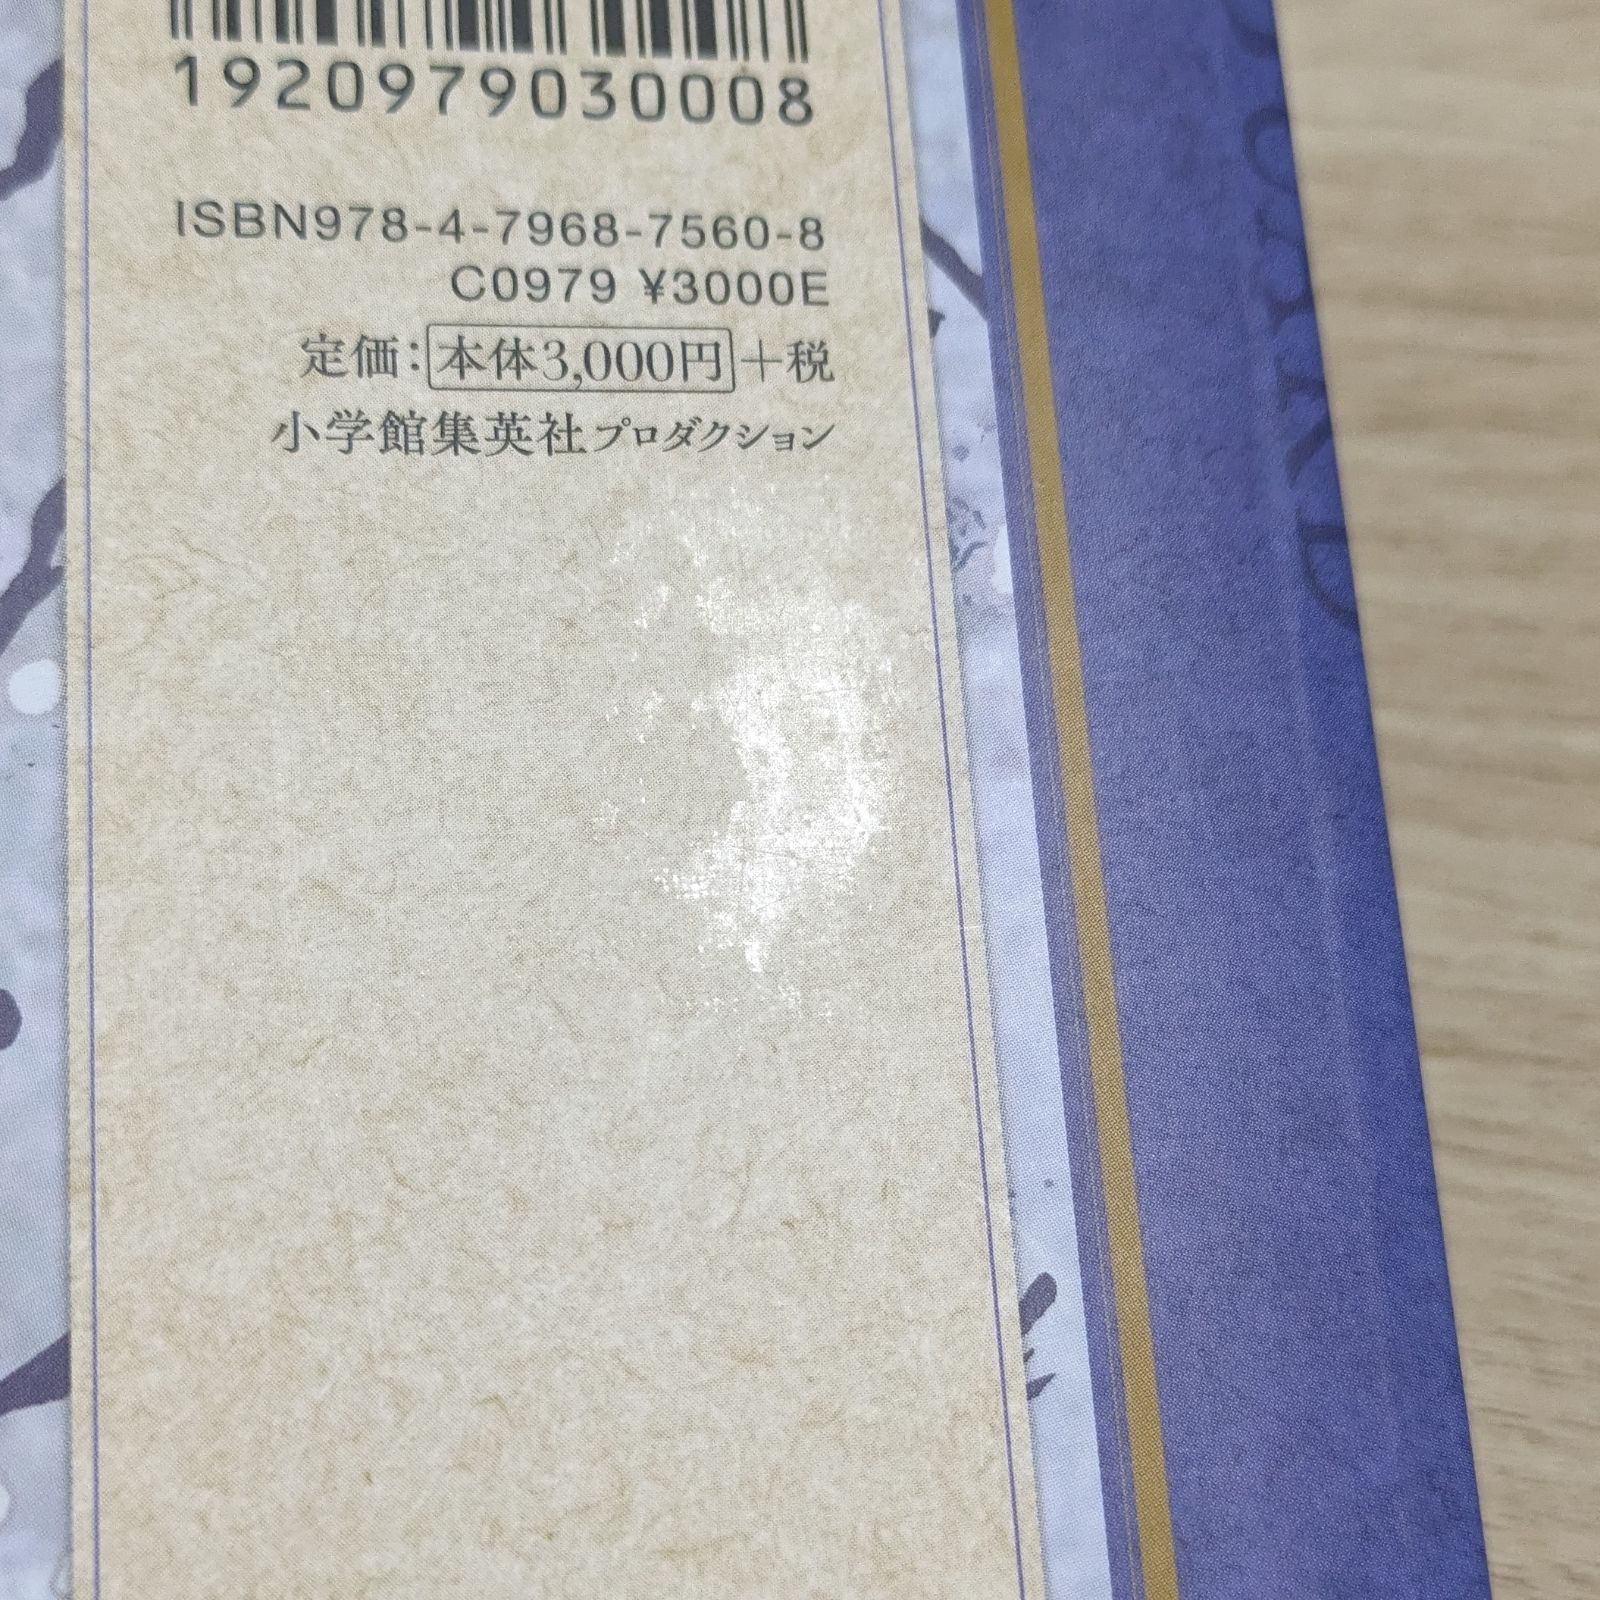 1920979030008
ISBN978-4-7968-7560-8
C0979 ¥3000E
定価：本体3,000円＋税
小学館集英社プロダクション